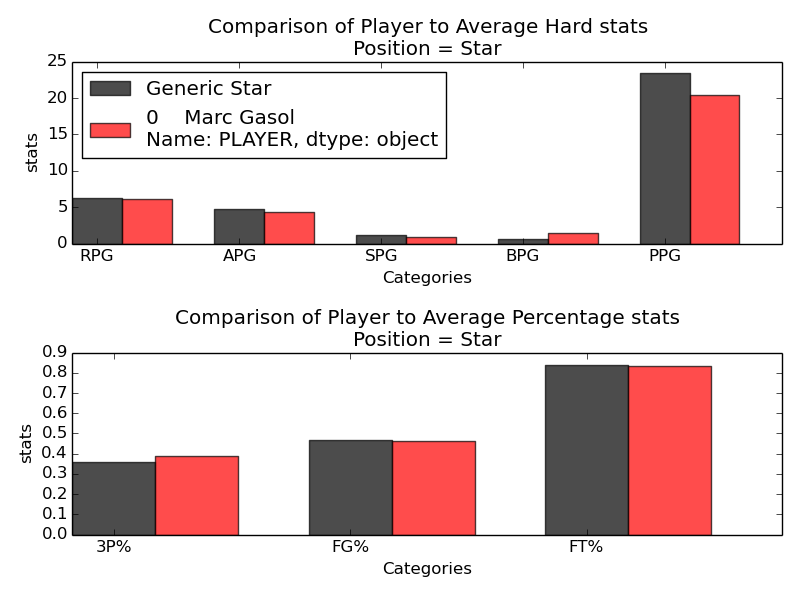 Comparison of Player to Average Hard stats
Position = Star
25
20
15
10
5
0
stats
Generic Star
0    Marc Gasol
Name: PLAYER, dtype: object
RPG APG SPG BPG PPG
Categories
Comparison of Player to Average Percentage stats
Position = Star
0.9
0.8
0.7
0.6
0.5
0.4
0.3
0.2
0.1
0.0
stats
3P% FG% FT%
Categories